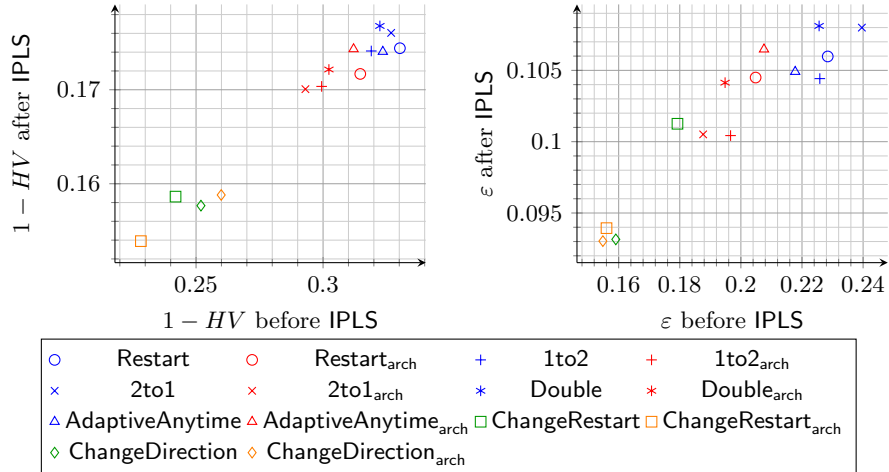 1 − HV after IPLS
0.17
0.16
0.25 0.3
1 − HV before IPLS
ε after IPLS
0.105
0.1
0.095
0.16 0.18 0.2 0.22 0.24
ε before IPLS
Restart Restart_arch 1to2 1to2_arch
2to1 2to1_arch Double Double_arch
AdaptiveAnytime AdaptiveAnytime_arch ChangeRestart ChangeRestart_arch
ChangeDirection ChangeDirection_arch